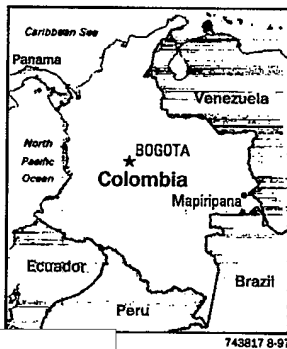 Caribbean Sea
Panama
Venezuela
North
Pacific
Ocean
BOGOTA
Colombia
Mapiripana
Ecuador
Brazil
Peru
743817 8-97